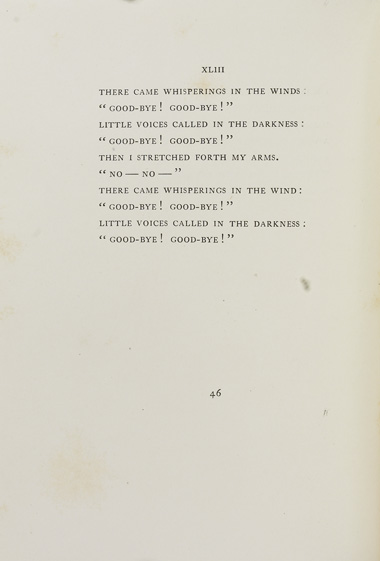 XLIII
THERE CAME WHISPERINGS IN THE WINDS:
“ GOOD-BYE! GOOD-BYE! ”
LITTLE VOICES CALLED IN THE DARKNESS:
“ GOOD-BYE! GOOD-BYE! ”
THEN I STRETCHED FORTH MY ARMS.
“ NO — NO — ”
THERE CAME WHISPERINGS IN THE WIND:
“ GOOD-BYE! GOOD-BYE! ”
LITTLE VOICES CALLED IN THE DARKNESS:
“ GOOD-BYE! GOOD-BYE! ”
46